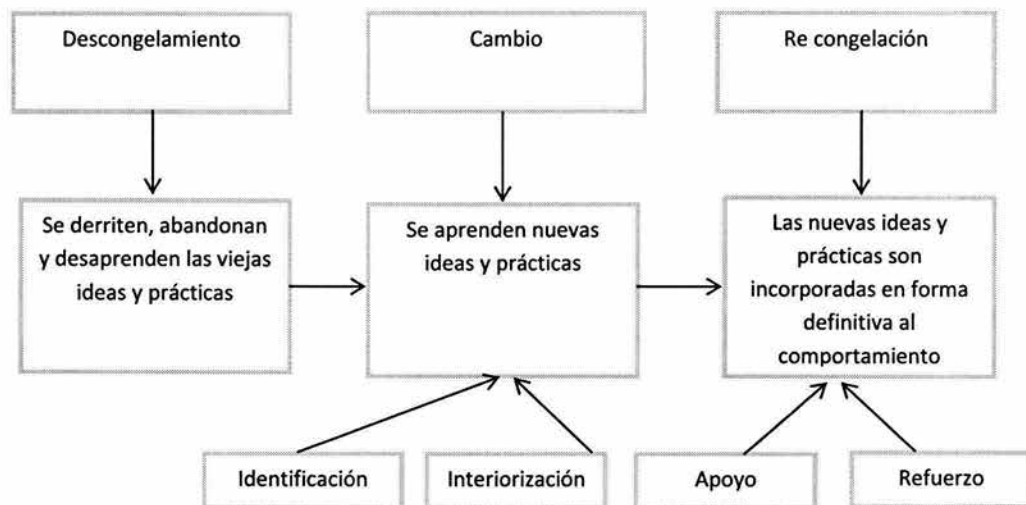 Descongelamiento
Cambio
Re congelación
Se derriten, abandonan
y desaprenden las viejas
ideas y prácticas
Se aprenden nuevas
ideas y prácticas
Las nuevas ideas y
prácticas son
incorporadas en forma
definitiva al
comportamiento
Identificación
Interiorización
Apoyo
Refuerzo